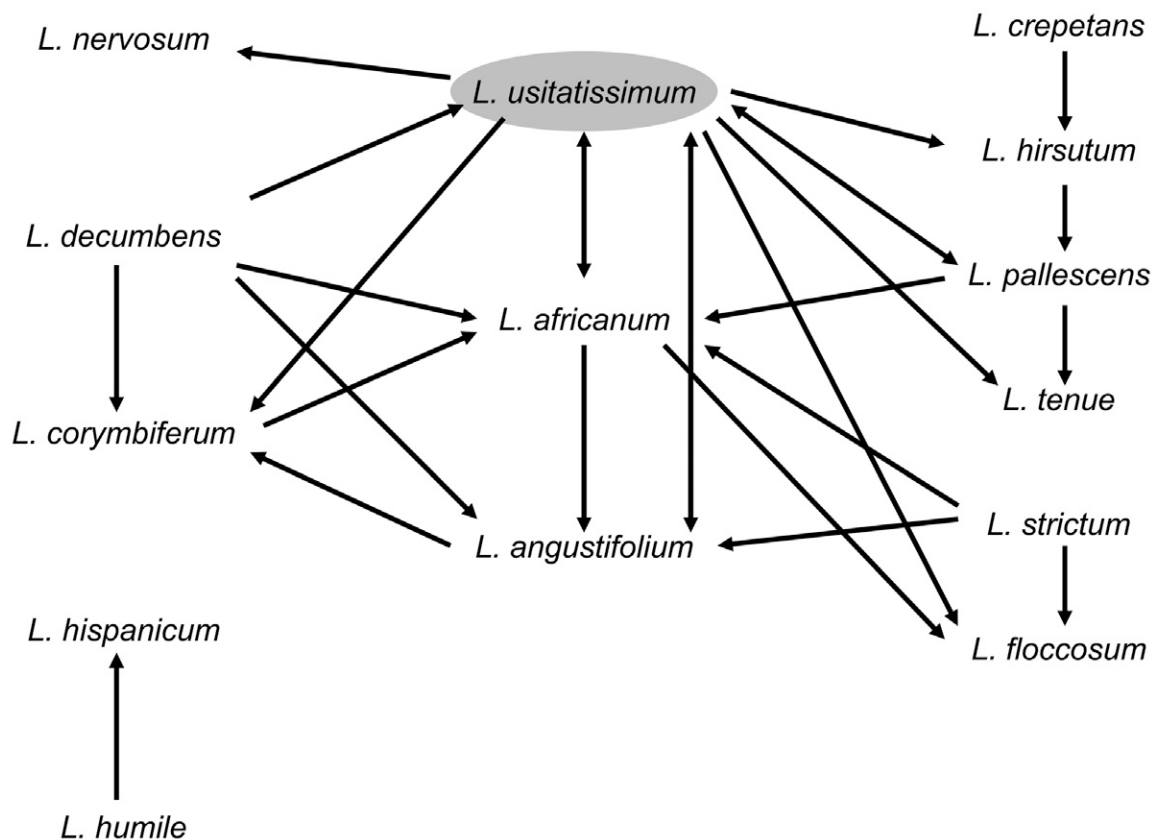 L. nervosum
L. crepetans
L. usitatissimum
L. hirsutum
L. decumbens
L. pallescens
L. africanum
L. tenue
L. corymbiferum
L. strictum
L. angustifolium
L. hispanicum
L. floccosum
L. humile